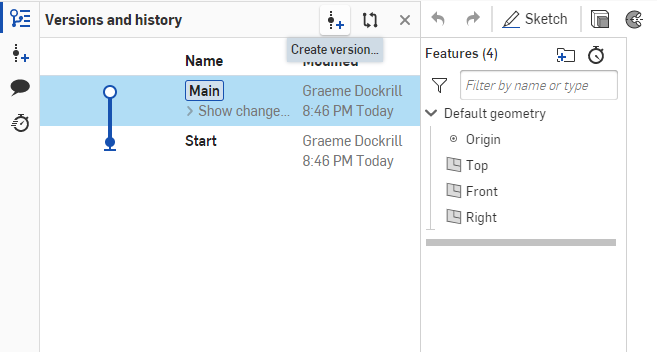 Versions and history
Sketch
Create version...
Features (4)
Name
Filter by name or type
Main
Graeme Dockrill
Show change...
8:46 PM Today
Default geometry
Start
Graeme Dockrill
8:46 PM Today
Origin
Top
Front
Right